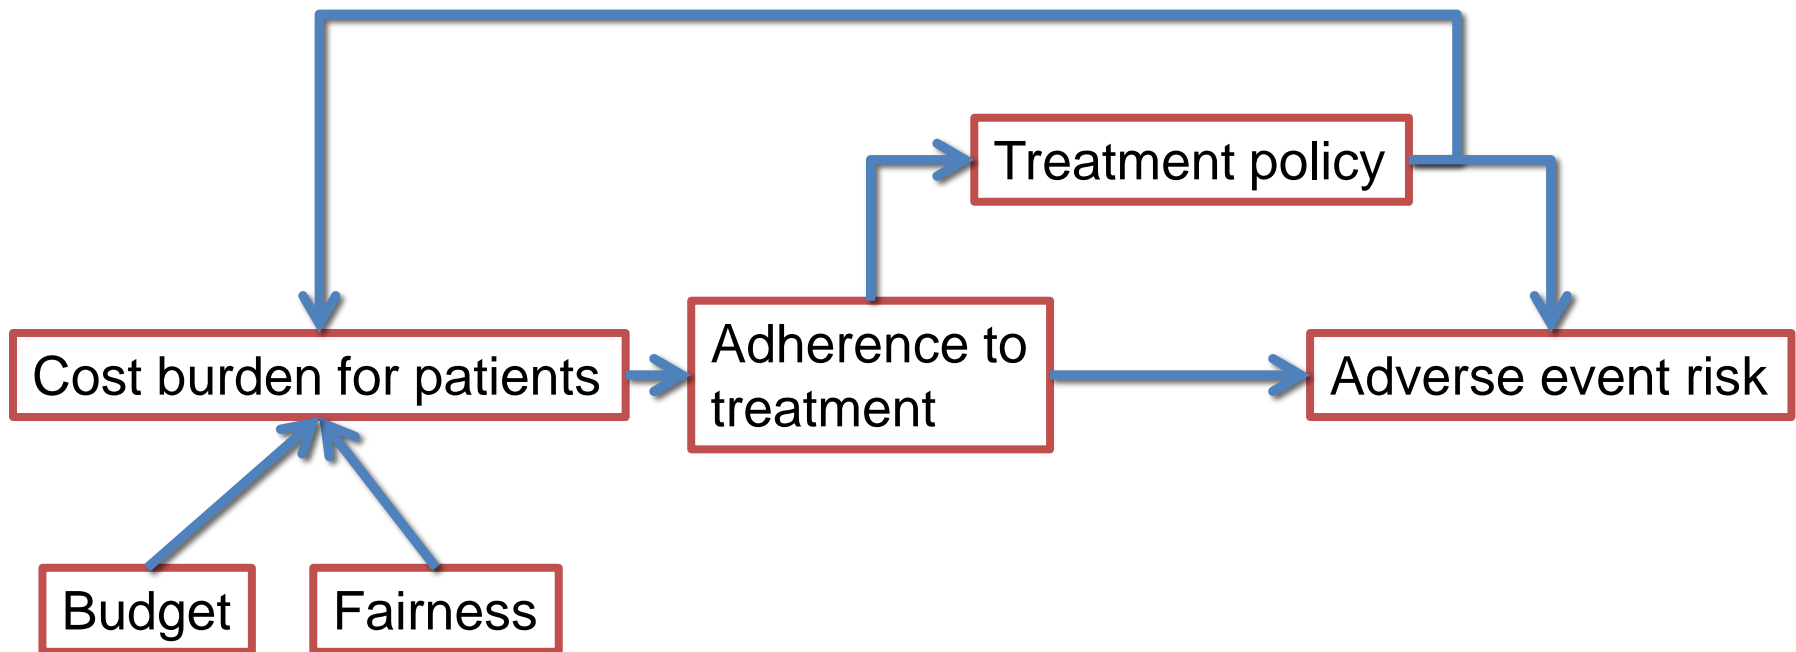 Treatment policy
Cost burden for patients
Adherence to
treatment
Adverse event risk
Budget
Fairness